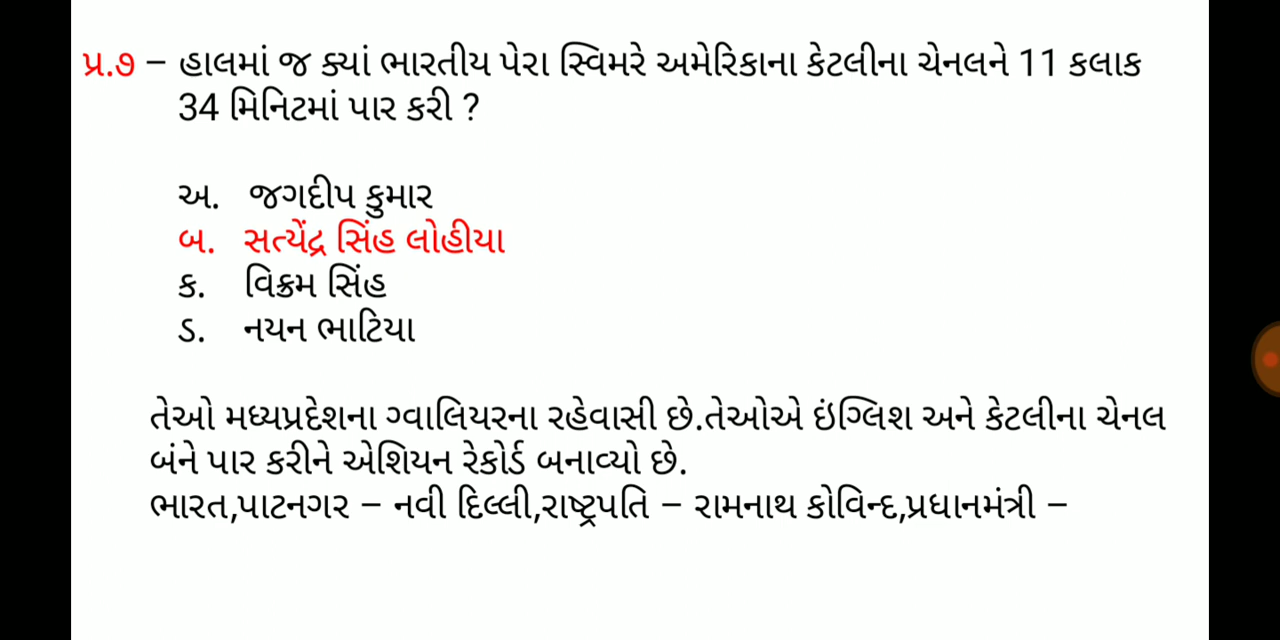 પ્ર.૭ – હાલમાં જ ક્યાં ભારતીય પેરા સ્વિમરે અમેરિકાના કેટલીના ચેનલને 11 કલાક
34 મિનિટમાં પાર કરી ?
અ. જગદીપ કુમાર
બ. સત્યેંદ્ર સિંહ લોહીયા
ક. વિક્રમ સિંહ
ડ. નયન ભાટિયા
તેઓ મધ્યપ્રદેશના ગ્વાલિયરના રહેવાસી છે.તેઓએ ઇંગ્લિશ અને કેટલીના ચેનલ
બંને પાર કરીને એશિયન રેકોર્ડ બનાવ્યો છે.
ભારત,પાટનગર – નવી દિલ્લી,રાષ્ટ્રપતિ – રામનાથ કોવિન્દ,પ્રધાનમંત્રી –